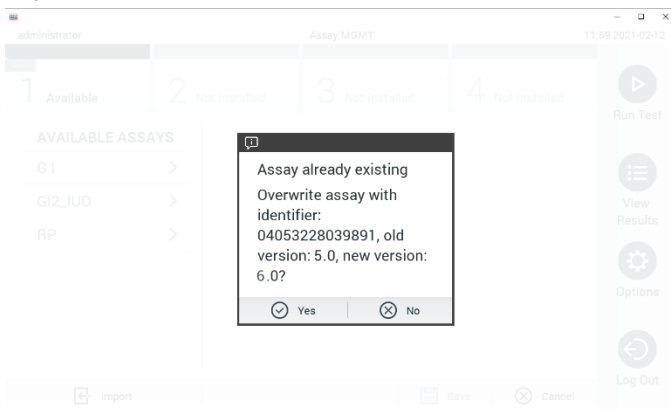 administrator
Assay MGMT
11:59 2021-02-12
1 Available
2 Not installed
3 Not installed
4 Not installed
Run Test
AVAILABLE ASSAYS
G I
GI2_IUO
RP
View
Results
Options
Log Out
Assay already existing
Overwrite assay with
identifier:
04053228039891, old
version: 5.0, new version:
6.0?
Yes
No
Import
Save
Cancel